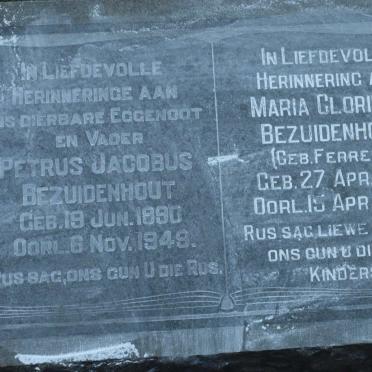 In Liefdevolle
Herinneringe aan
ons dierbare Eggenoot
en Vader
Petrus Jacobus
Bezuidenhout
Geb. 18 Jun. 1880
Oorl. 6 Nov. 1949.
Rus sag, ons gun U die Rus.
In Liefdevol
Herinnering A
Maria Glori
Bezuidenho
(Geb. Ferre
Geb. 27 Apr
Oorl. 15 Apr
Rus sag liewe
ons gun U di
Kinders